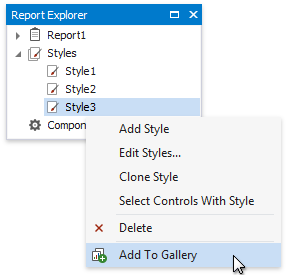 Report Explorer
Report1
Styles
Style1
Style2
Style3
Compone
Add Style
Edit Styles...
Clone Style
Select Controls With Style
Delete
Add To Gallery